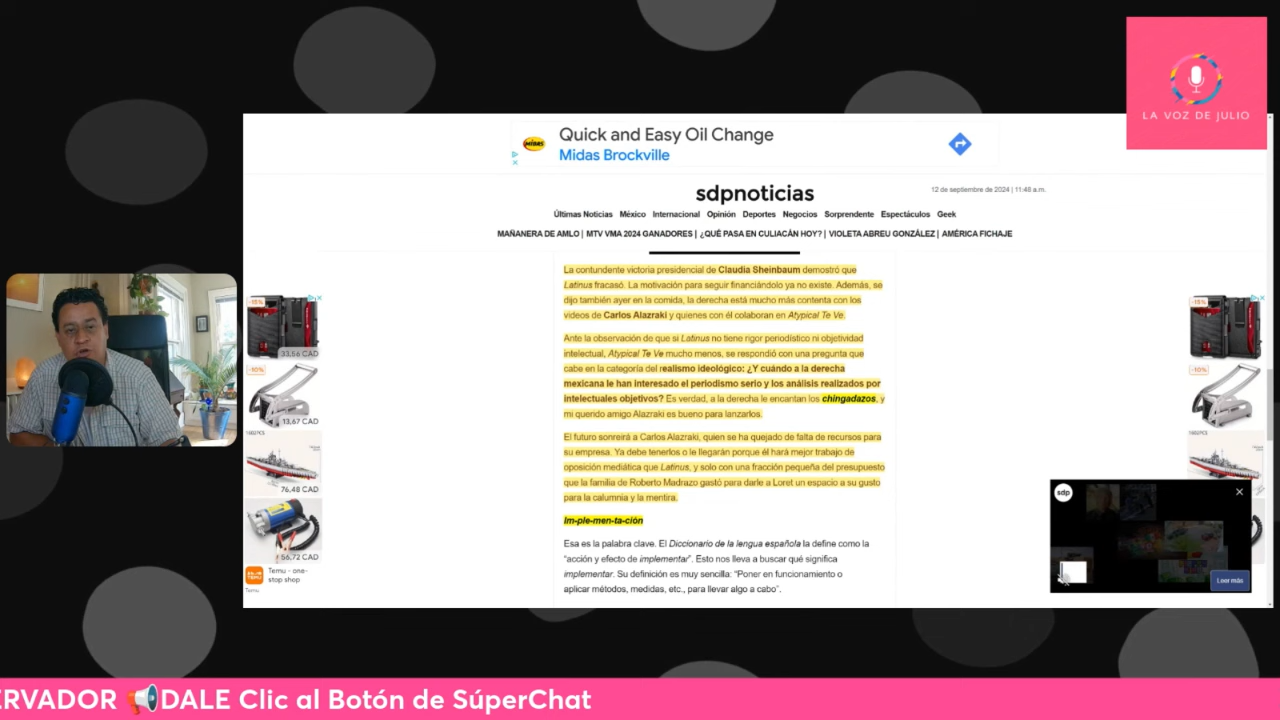 LA VOZ DE JULIO
MIDAS
Quick and Easy Oil Change
Midas Brockville
sdpnoticias
12 de septiembre de 2024 | 11:48 a.m.
Últimas Noticias México Internacional Opinión Deportes Negocios Sorprendente Espectáculos Geek
MAÑANERA DE AMLO | MTV VMA 2024 GANADORES | ¿QUÉ PASA EN CULIACÁN HOY? | VIOLETA ABREU GONZÁLEZ | AMÉRICA FICHAJE
La contundente victoria presidencial de Claudia Sheinbaum demostró que
Latinus fracasó. La motivación para seguir financiándolo ya no existe. Además, se
dijo también ayer en la comida, la derecha está mucho más contenta con los
videos de Carlos Alazraki y quienes con él colaboran en Atypical Te Ve.
Ante la observación de que si Latinus no tiene rigor periodístico ni objetividad
intelectual, Atypical Te Ve mucho menos, se respondió con una pregunta que
cabe en la categoría del realismo ideológico: ¿Y cuándo a la derecha
mexicana le han interesado el periodismo serio y los análisis realizados por
intelectuales objetivos? Es verdad, a la derecha le encantan los chingadazos, y
mi querido amigo Alazraki es bueno para lanzarlos.
El futuro sonreirá a Carlos Alazraki, quien se ha quejado de falta de recursos para
su empresa. Ya debe tenerlos o le llegarán porque él hará mejor trabajo de
oposición mediática que Latinus, y solo con una fracción pequeña del presupuesto
que la familia de Roberto Madrazo gastó para darle a Loret un espacio a su gusto
para la calumnia y la mentira.
Im-ple-men-ta-ción
Esa es la palabra clave. El Diccionario de la lengua española la define como la
“acción y efecto de implementar”. Esto nos lleva a buscar qué significa
implementar. Su definición es muy sencilla: “Poner en funcionamiento o
aplicar métodos, medidas, etc., para llevar algo a cabo”.
-15%
33,56 CAD
-10%
13,67 CAD
76,48 CAD
56,72 CAD
Temu - one-
stop shop
Temu
-15%
-10%
sdp
Leer más
ERVADOR 📢DALE Clic al Botón de SúperChat